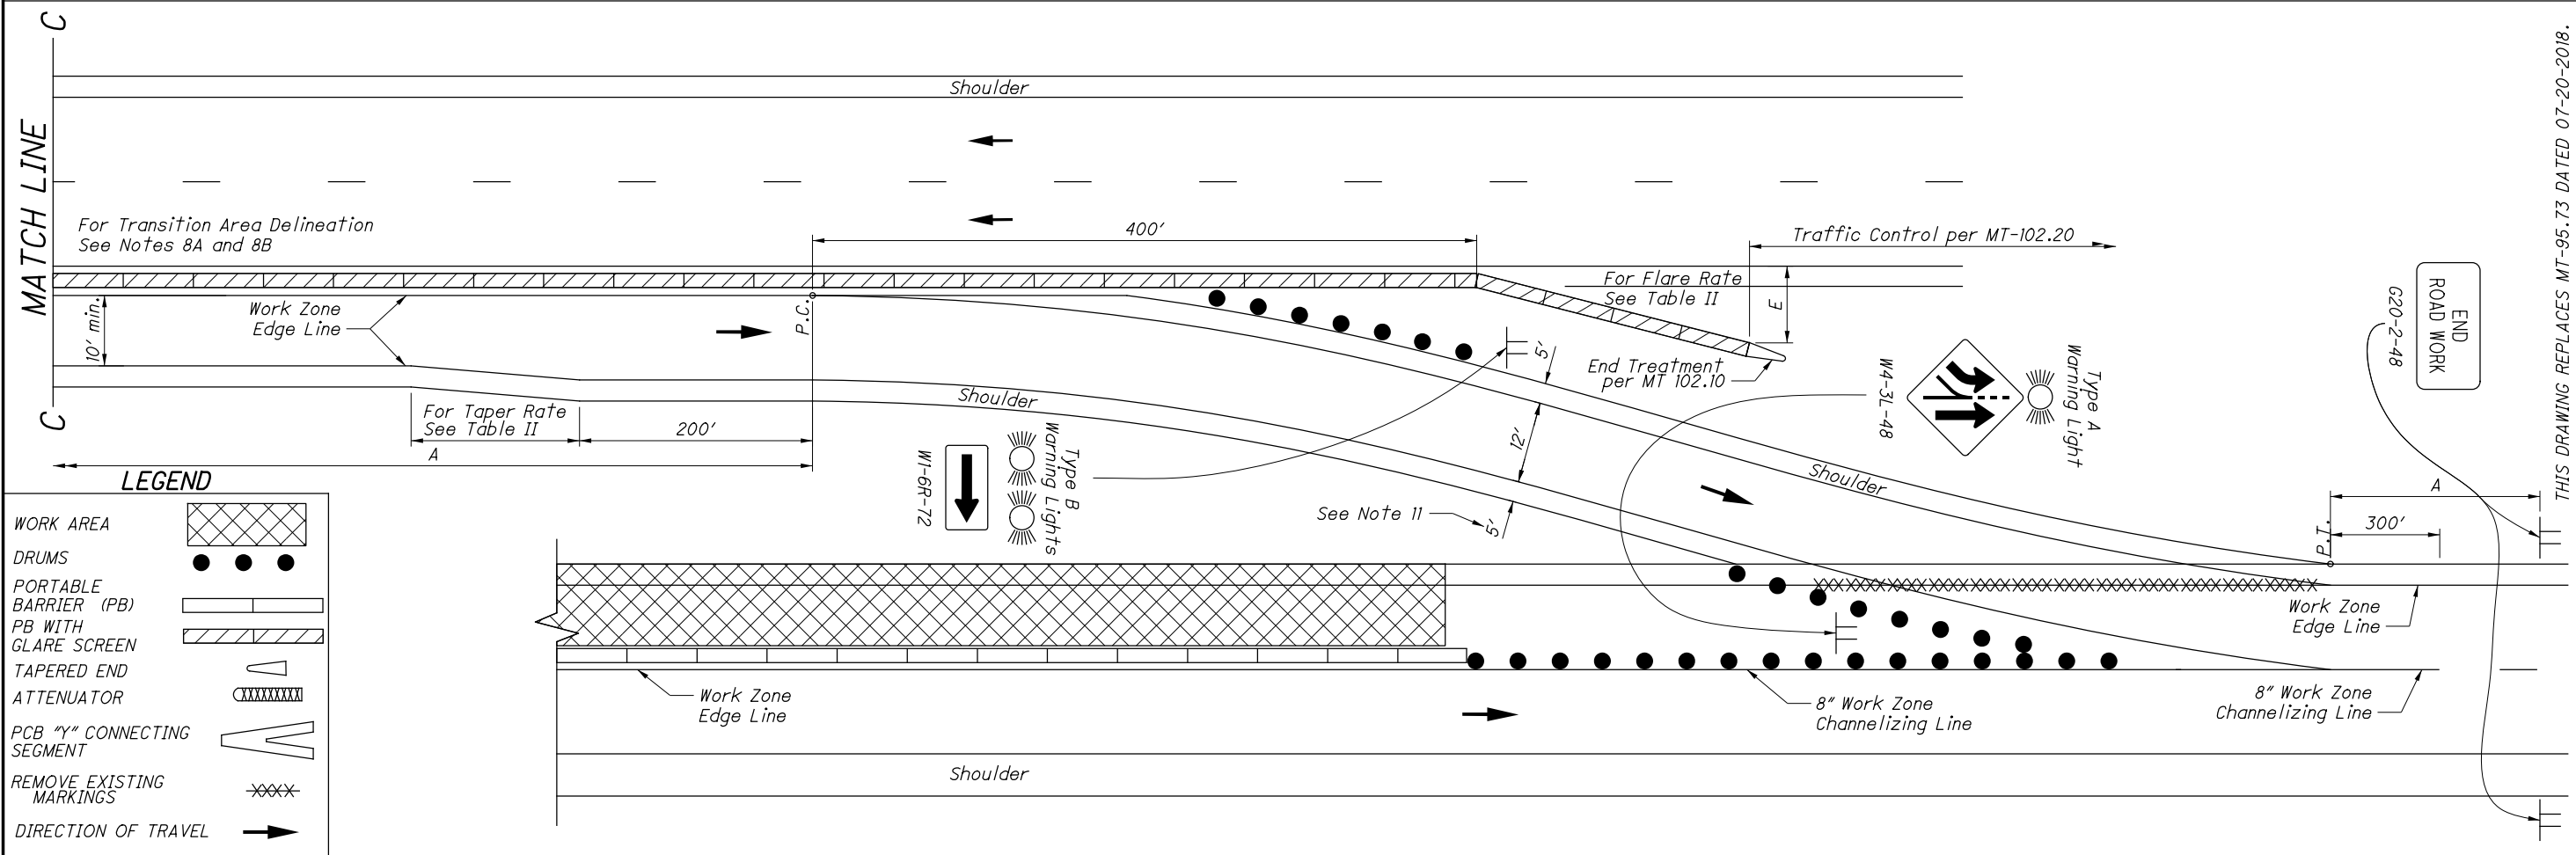 C
MATCH LINE
C
Shoulder
For Transition Area Delineation
See Notes 8A and 8B
400'
Traffic Control per MT-102.20
10' min.
Work Zone
Edge Line
P.C.
For Flare Rate
See Table II
E
5'
End Treatment
per MT 102.10
For Taper Rate
See Table II
200'
A
Shoulder
12'
Shoulder
See Note 11
5'
W1-6R-72
Type B
Warning Lights
W4-3L-48
Type A
Warning Light
END
ROAD WORK
G20-2-48
THIS DRAWING REPLACES MT-95.73 DATED 07-20-2018.
A
300'
P.I.
Work Zone
Edge Line
8" Work Zone
Channelizing Line
8" Work Zone
Channelizing Line
Work Zone
Edge Line
Shoulder
LEGEND
WORK AREA
DRUMS
PORTABLE
BARRIER (PB)
PB WITH
GLARE SCREEN
TAPERED END
ATTENUATOR
PCB "Y" CONNECTING
SEGMENT
REMOVE EXISTING
MARKINGS
DIRECTION OF TRAVEL